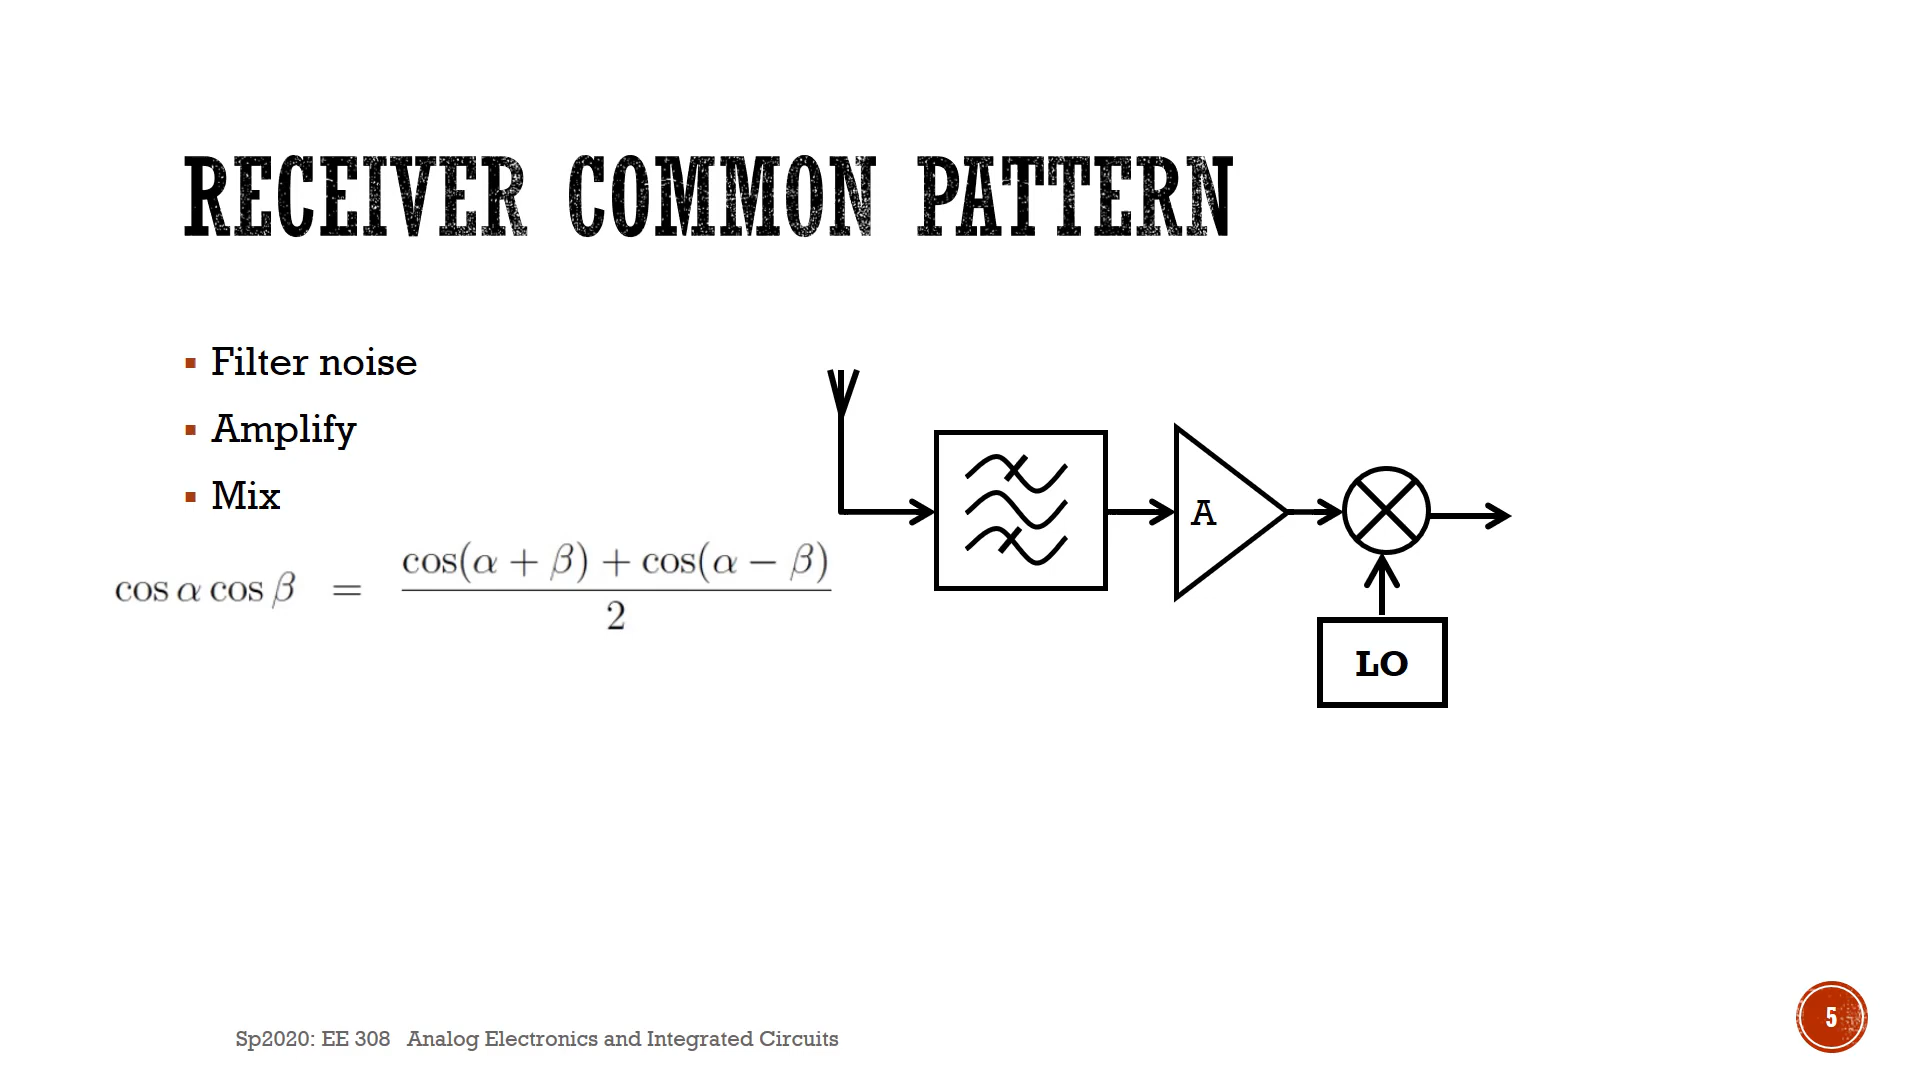 RECEIVER COMMON PATTERN
▪ Filter noise
▪ Amplify
▪ Mix
cos α cos β = (cos(α + β) + cos(α − β)) / 2
A
LO
Sp2020: EE 308 Analog Electronics and Integrated Circuits
5